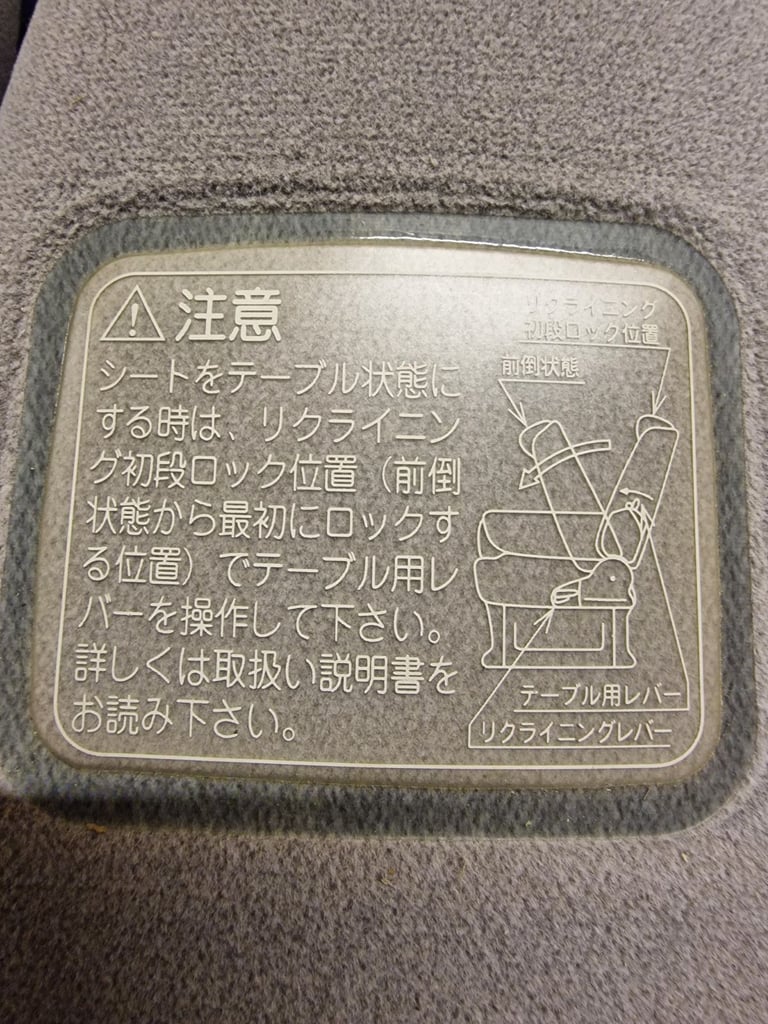 注意
シートをテーブル状態に
する時は、リクライニン
グ初段ロック位置（前倒
状態から最初にロックす
る位置）でテーブル用レ
バーを操作して下さい。
詳しくは取扱い説明書を
お読み下さい。
リクライニング
初段ロック位置
前倒状態
テーブル用レバー
リクライニングレバー